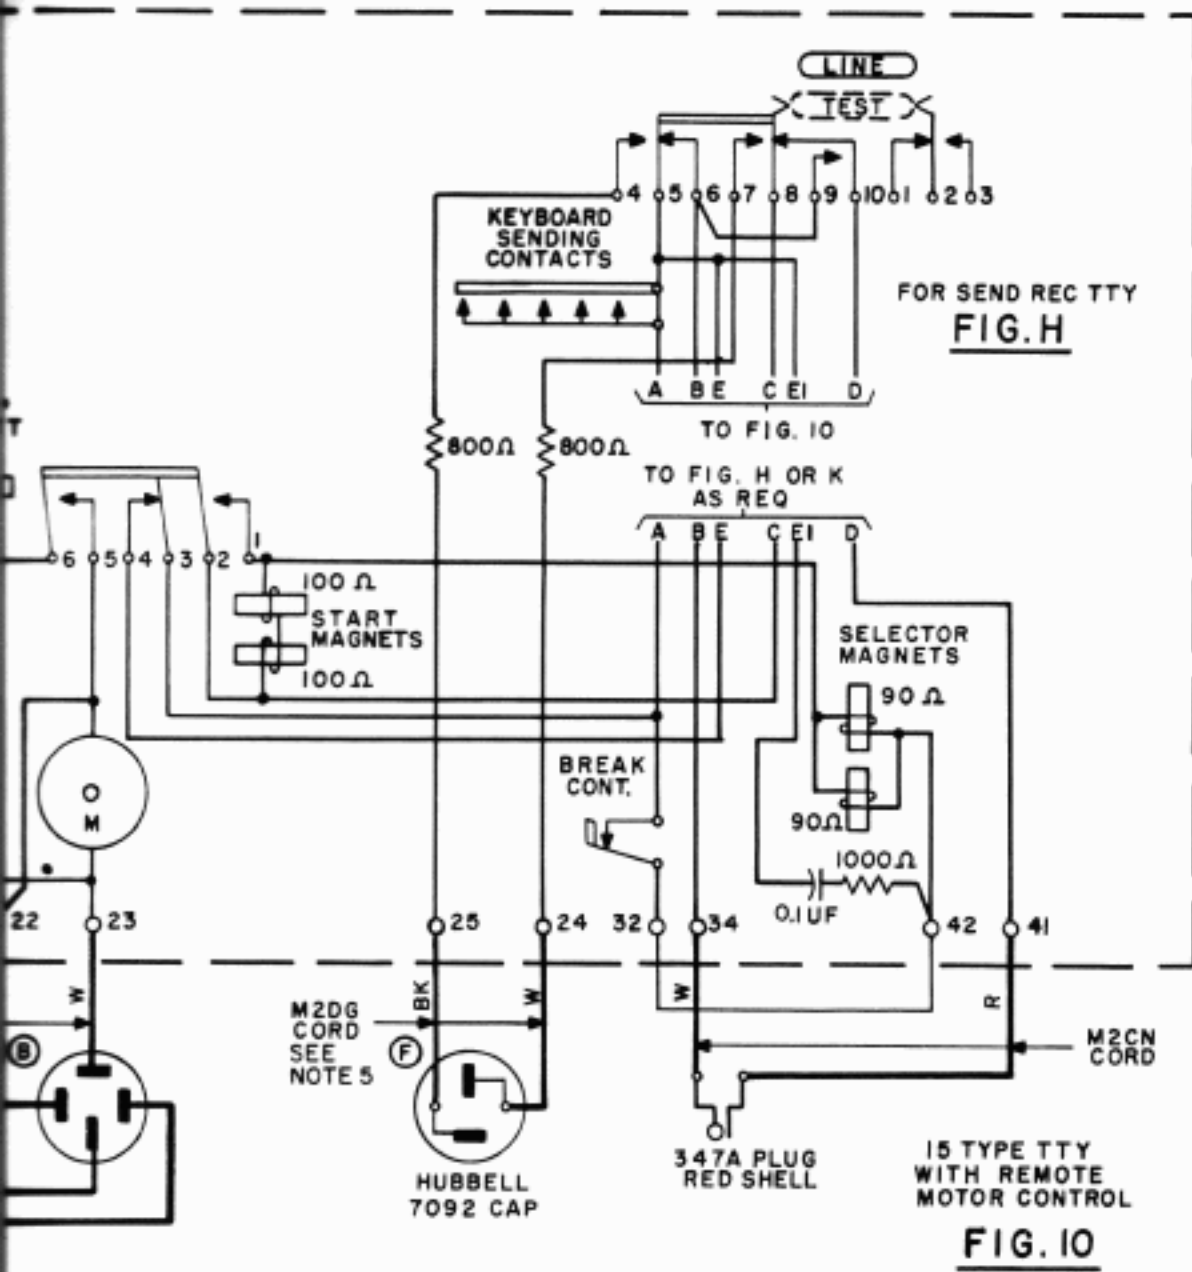 LINE
TEST
4 5 6 7 8 9 10 1 2 3
KEYBOARD
SENDING
CONTACTS
FOR SEND REC TTY
FIG. H
A B E C E1 D
TO FIG. 10
T
800Ω 800Ω
TO FIG. H OR K
AS REQ
A B E C E1 D
6 5 4 3 2 1
100 Ω
START
MAGNETS
100 Ω
SELECTOR
MAGNETS
90 Ω
90Ω
BREAK
CONT.
M
1000Ω
0.1UF
22 23 25 24 32 34 42 41
W BK W W R
M2DG
CORD
SEE
NOTE 5
B
F
M2CN
CORD
HUBBELL
7092 CAP
347A PLUG
RED SHELL
15 TYPE TTY
WITH REMOTE
MOTOR CONTROL
FIG. 10